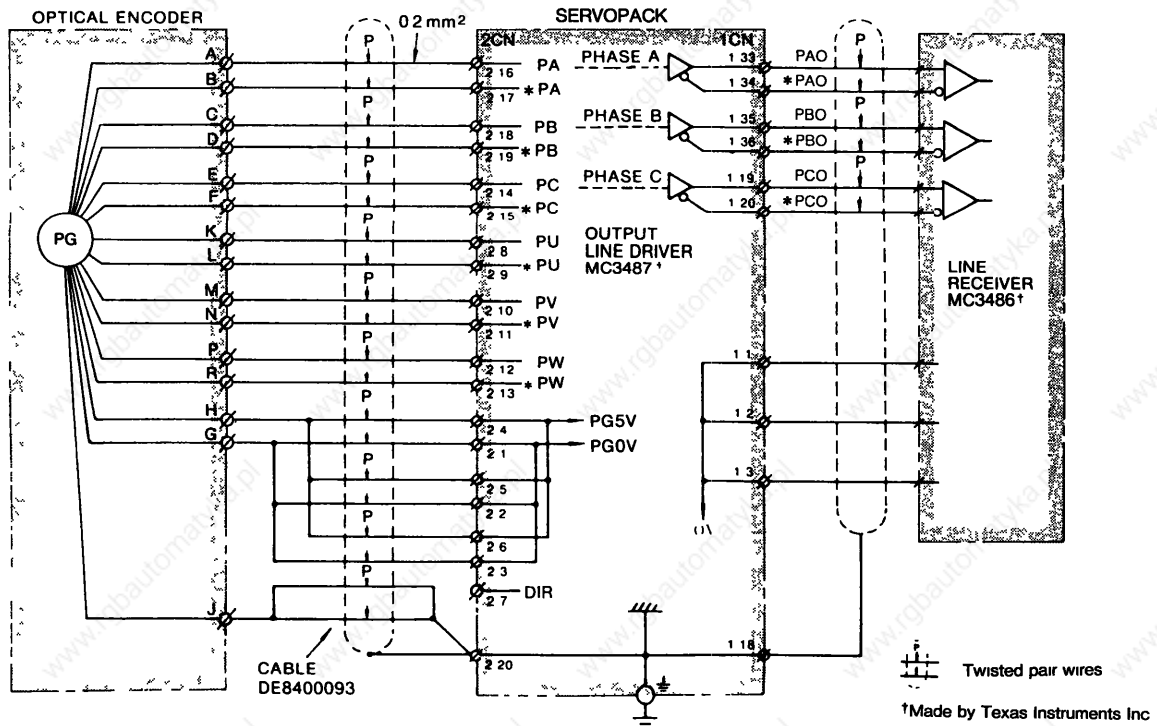 OPTICAL ENCODER
0 2 mm²
SERVOPACK
2CN
1CN
A
P
2 16
PA
PHASE A
1 33
PAO
P
B
2 17
*PA
1 34
*PAO
C
P
2 18
PB
PHASE B
1 35
PBO
P
D
2 19
*PB
1 36
*PBO
E
P
2 14
PC
PHASE C
1 19
PCO
P
F
2 15
*PC
1 20
*PCO
K
P
2 8
PU
OUTPUT
LINE DRIVER
MC3487†
L
2 9
*PU
LINE
RECEIVER
MC3486†
PG
M
P
2 10
PV
N
2 11
*PV
P
P
2 12
PW
1 1
R
2 13
*PW
H
P
2 4
PG5V
1 2
G
2 1
PG0V
P
2 5
1 3
2 2
P
2 6
2 3
P
2 7
DIR
J
CABLE
DE8400093
2 20
1 18
P
Twisted pair wires
†Made by Texas Instruments Inc
www.rgbautomatyka.pl